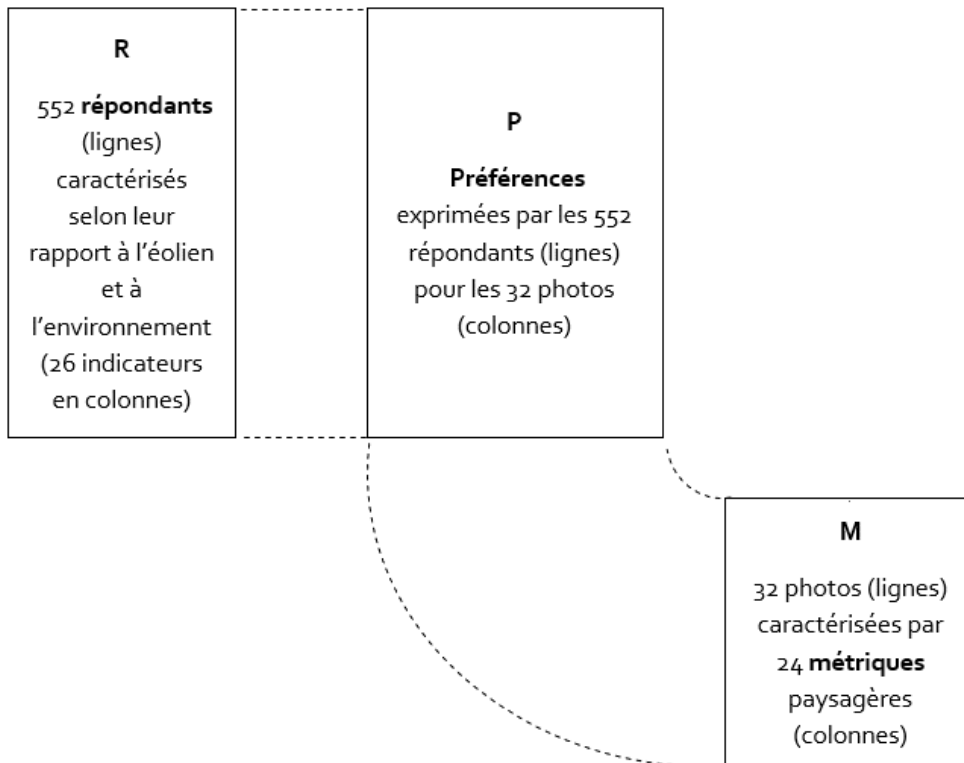 R
552 répondants
(lignes)
caractérisés
selon leur
rapport à l'éolien
et à
l'environnement
(26 indicateurs
en colonnes)
P
Préférences
exprimées par les 552
répondants (lignes)
pour les 32 photos
(colonnes)
M
32 photos (lignes)
caractérisées par
24 métriques
paysagères
(colonnes)